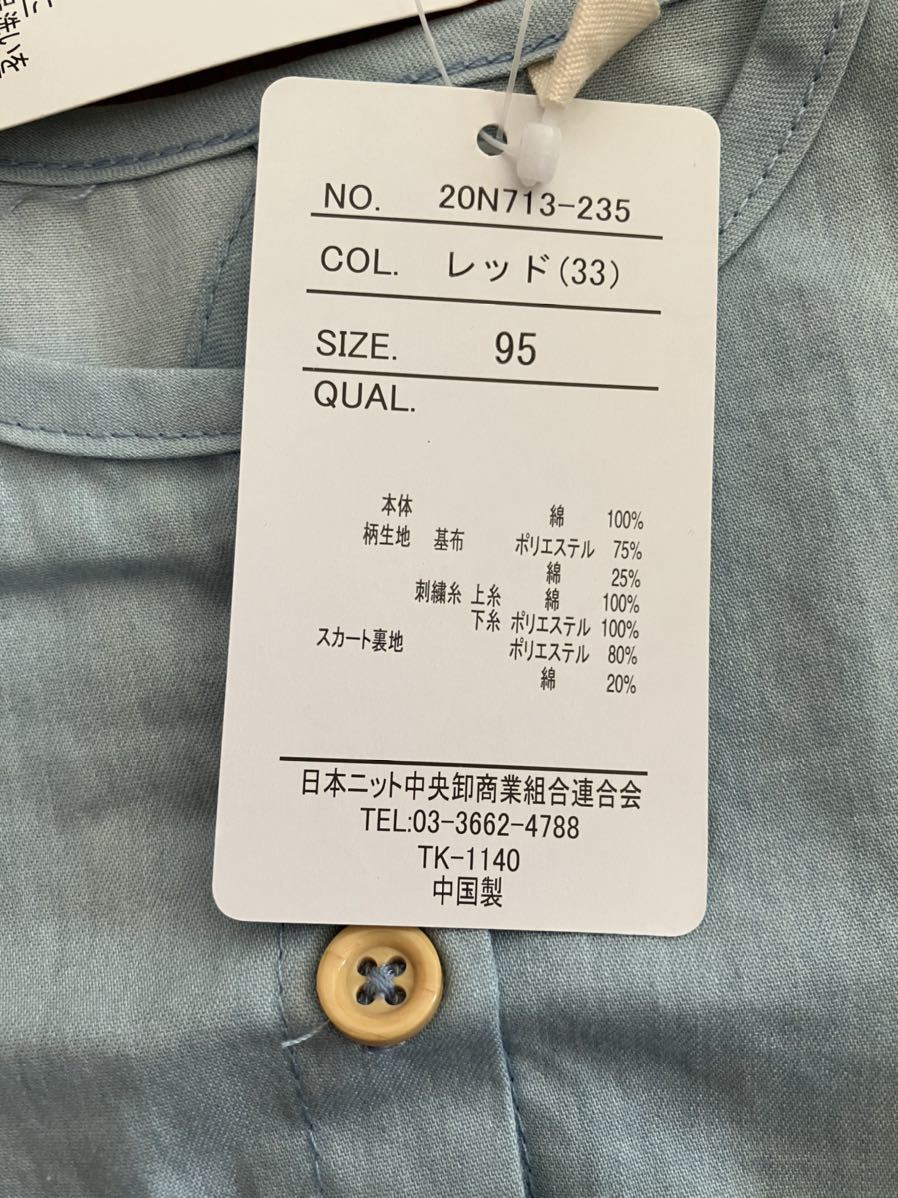 洗いを
NO. 20N713-235
COL. レッド(33)
SIZE. 95
QUAL.
本体 綿 100%
柄生地 基布 ポリエステル 75%
綿 25%
刺繍糸 上糸 綿 100%
下糸 ポリエステル 100%
スカート裏地 ポリエステル 80%
綿 20%
日本ニット中央卸商業組合連合会
TEL:03-3662-4788
TK-1140
中国製